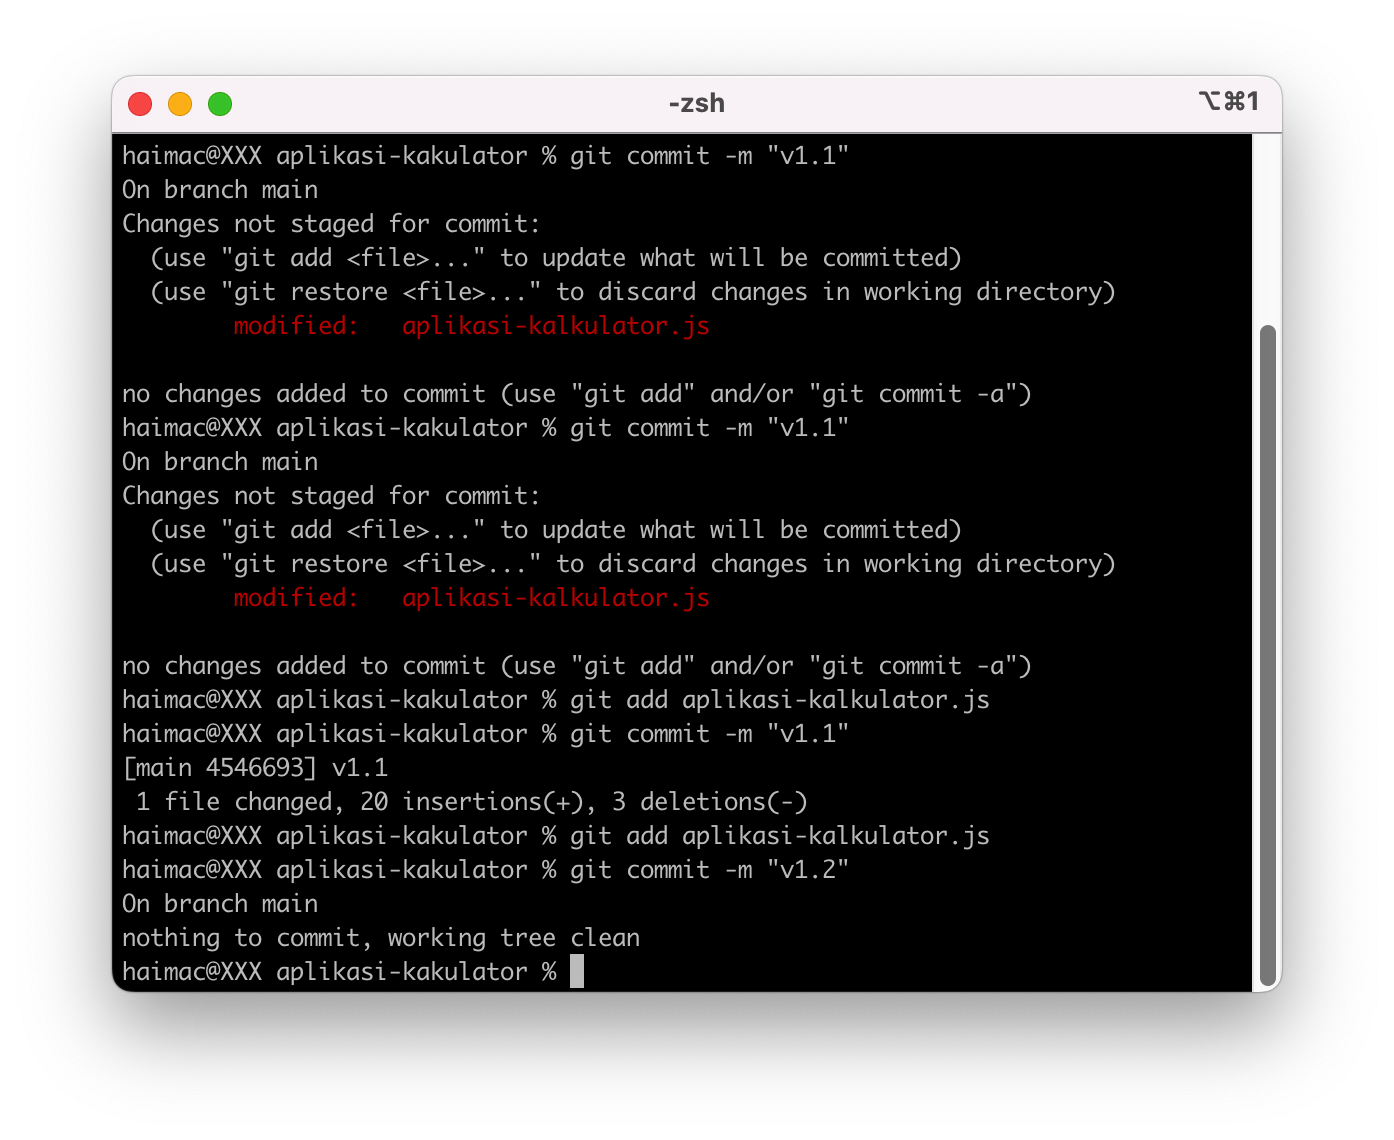 -zsh
⌥⌘1
haimac@XXX aplikasi-kakulator % git commit -m "v1.1"
On branch main
Changes not staged for commit:
  (use "git add <file>..." to update what will be committed)
  (use "git restore <file>..." to discard changes in working directory)
        modified:   aplikasi-kalkulator.js

no changes added to commit (use "git add" and/or "git commit -a")
haimac@XXX aplikasi-kakulator % git commit -m "v1.1"
On branch main
Changes not staged for commit:
  (use "git add <file>..." to update what will be committed)
  (use "git restore <file>..." to discard changes in working directory)
        modified:   aplikasi-kalkulator.js

no changes added to commit (use "git add" and/or "git commit -a")
haimac@XXX aplikasi-kakulator % git add aplikasi-kalkulator.js
haimac@XXX aplikasi-kakulator % git commit -m "v1.1"
[main 4546693] v1.1
 1 file changed, 20 insertions(+), 3 deletions(-)
haimac@XXX aplikasi-kakulator % git add aplikasi-kalkulator.js
haimac@XXX aplikasi-kakulator % git commit -m "v1.2"
On branch main
nothing to commit, working tree clean
haimac@XXX aplikasi-kakulator %